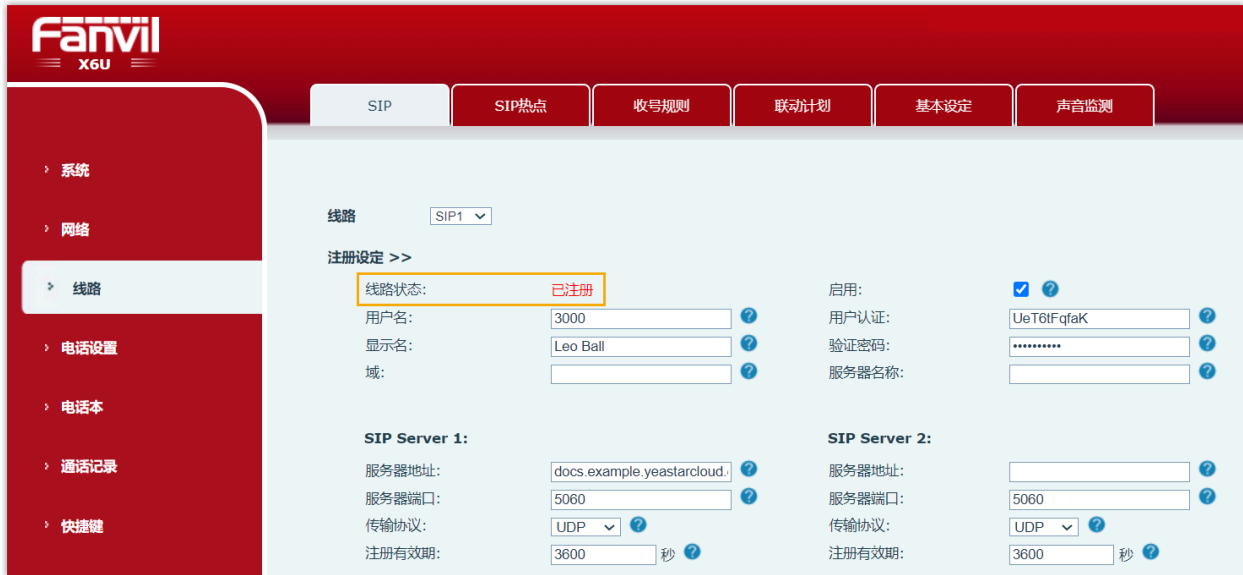 Fanvil
X6U
SIP SIP热点 收号规则 联动计划 基本设定 声音监测
系统
网络
线路
电话设置
电话本
通话记录
快捷键
线路 SIP1
注册设定 >>
线路状态: 已注册 启用:
用户名: 3000 用户认证: UeT6tFqfaK
显示名: Leo Ball 验证密码: ••••••••••
域: 服务器名称:
SIP Server 1: SIP Server 2:
服务器地址: docs.example.yeastarcloud. 服务器地址:
服务器端口: 5060 服务器端口: 5060
传输协议: UDP 传输协议: UDP
注册有效期: 3600 秒 注册有效期: 3600 秒